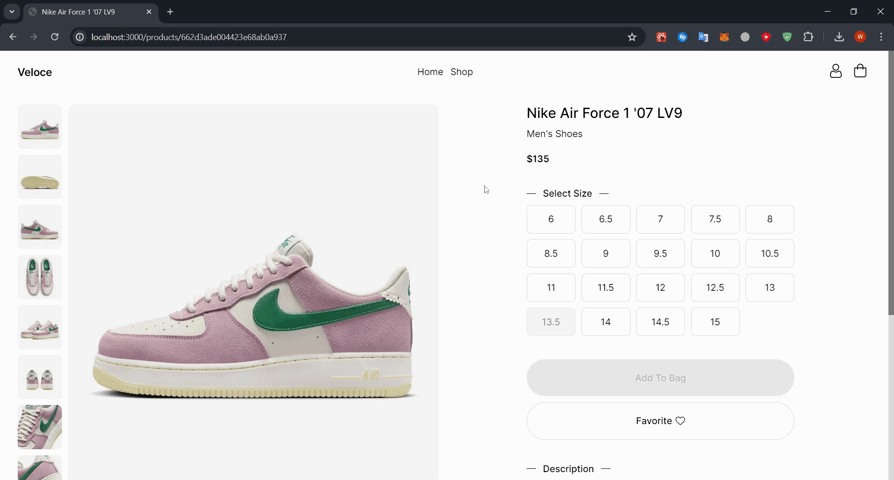 Nike Air Force 1 '07 LV9
localhost:3000/products/662d3ade004423e68ab0a937
W
Veloce
Home Shop
Nike Air Force 1 '07 LV9
Men's Shoes
$135
Select Size
6 6.5 7 7.5 8
8.5 9 9.5 10 10.5
11 11.5 12 12.5 13
13.5 14 14.5 15
Add To Bag
Favorite
Description